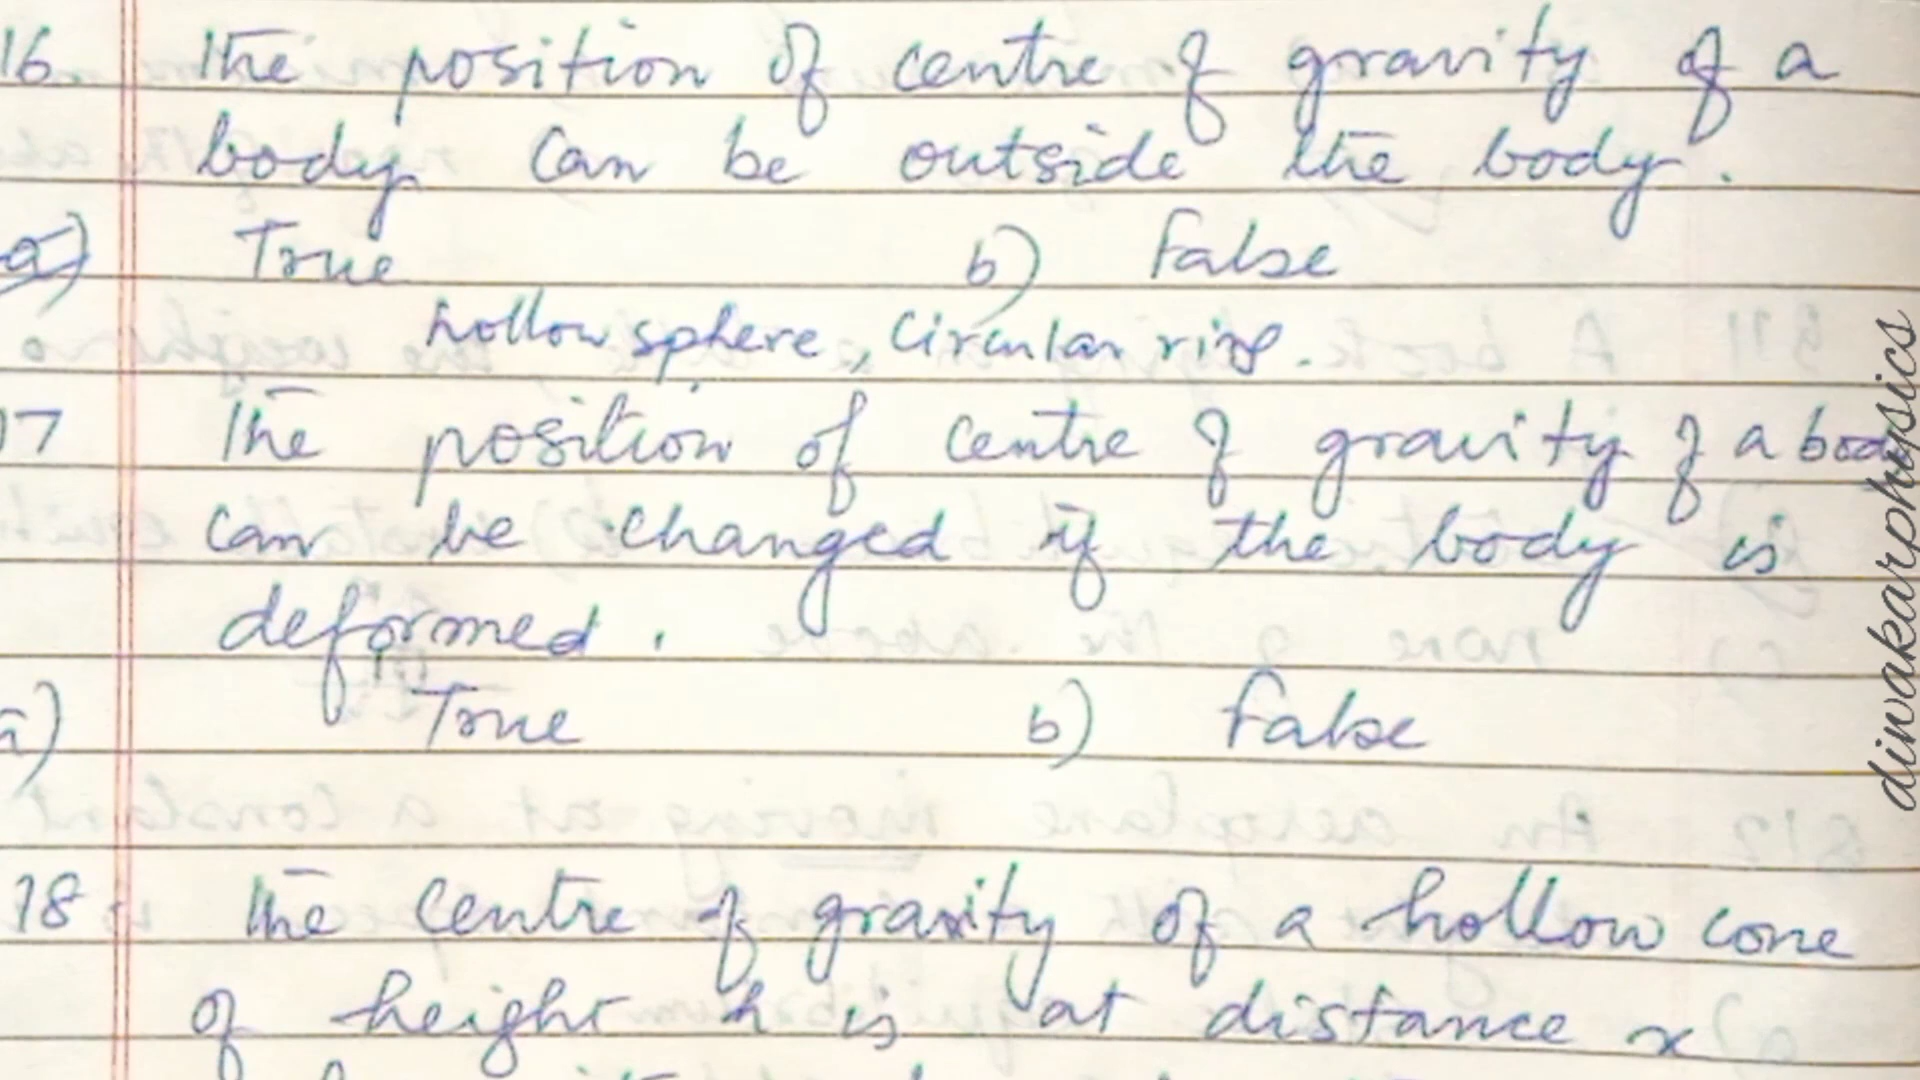 16 The position of centre of gravity of a
body can be outside the body.
a) True b) False
hollow sphere, Circular ring.
17 The position of centre of gravity of a body
can be changed if the body is
deformed.
a) True b) False
18 The centre of gravity of a hollow cone
of height h is at distance x
diwakarphysics